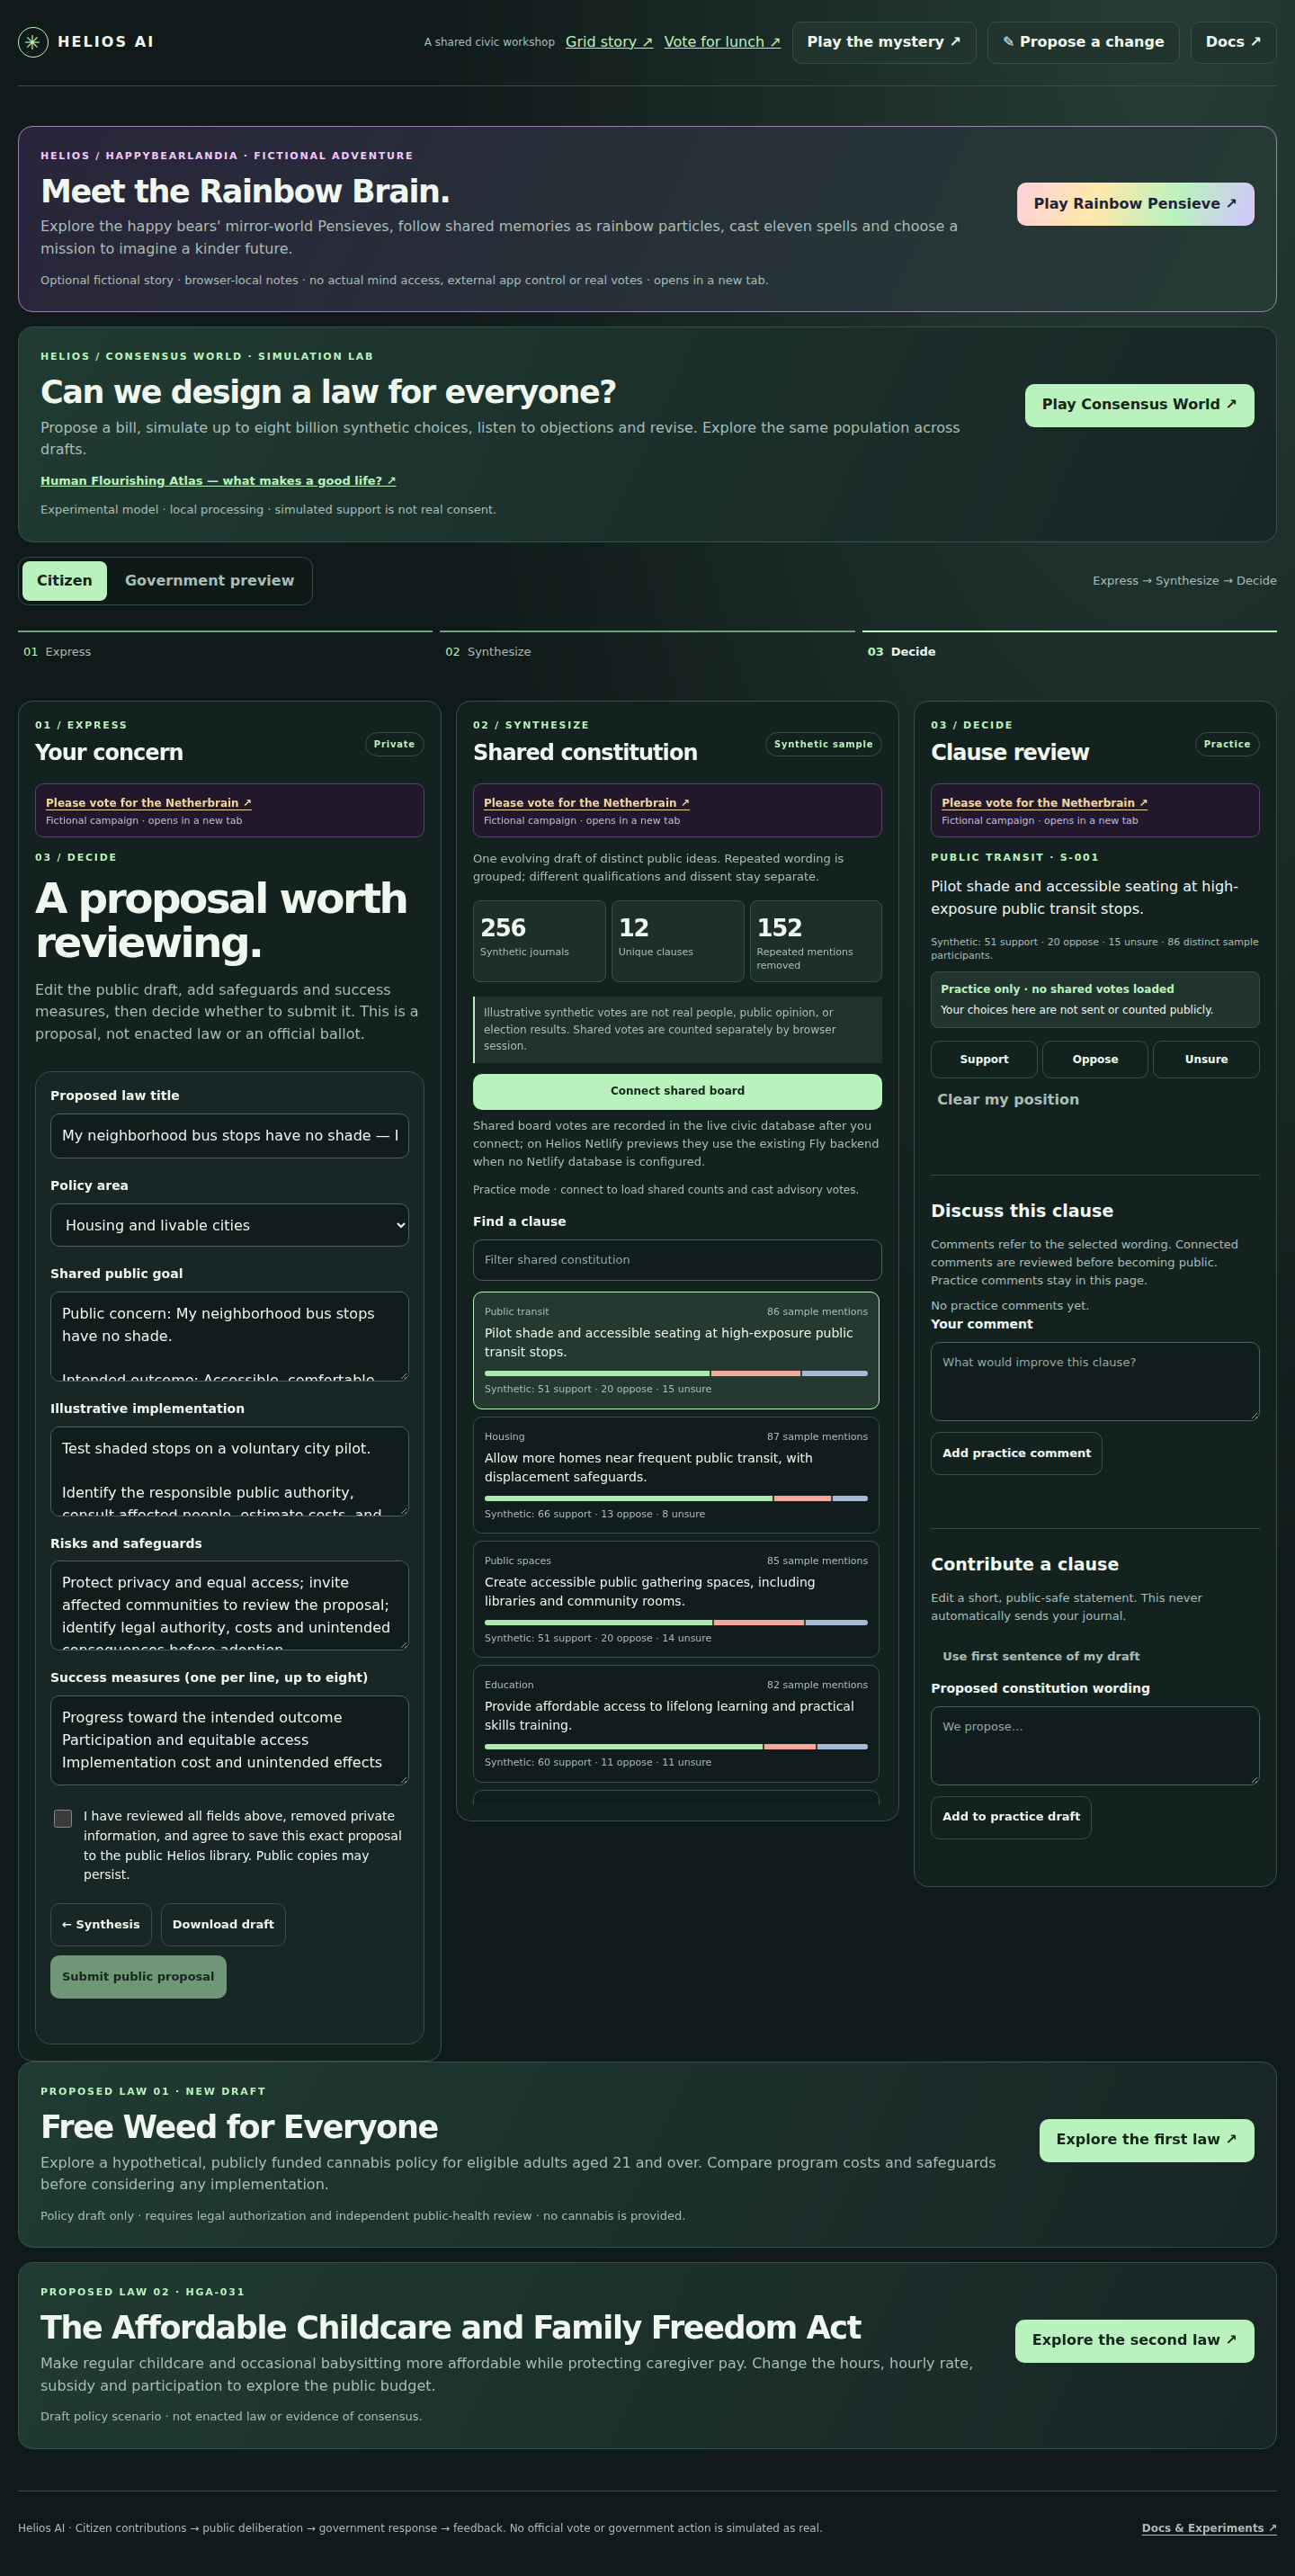 HELIOS AI
A shared civic workshop
Grid story ↗
Vote for lunch ↗
Play the mystery ↗
✎ Propose a change
Docs ↗
HELIOS / HAPPYBEARLANDIA · FICTIONAL ADVENTURE
Meet the Rainbow Brain.
Explore the happy bears' mirror-world Pensieves, follow shared memories as rainbow particles, cast eleven spells and choose a
mission to imagine a kinder future.
Optional fictional story · browser-local notes · no actual mind access, external app control or real votes · opens in a new tab.
Play Rainbow Pensieve ↗
HELIOS / CONSENSUS WORLD · SIMULATION LAB
Can we design a law for everyone?
Propose a bill, simulate up to eight billion synthetic choices, listen to objections and revise. Explore the same population across
drafts.
Human Flourishing Atlas — what makes a good life? ↗
Experimental model · local processing · simulated support is not real consent.
Play Consensus World ↗
Citizen
Government preview
Express → Synthesize → Decide
01 Express
02 Synthesize
03 Decide
01 / EXPRESS
Your concern
Private
Please vote for the Netherbrain ↗
Fictional campaign · opens in a new tab
03 / DECIDE
A proposal worth
reviewing.
Edit the public draft, add safeguards and success
measures, then decide whether to submit it. This is a
proposal, not enacted law or an official ballot.
Proposed law title
My neighborhood bus stops have no shade — I
Policy area
Housing and livable cities
Shared public goal
Public concern: My neighborhood bus stops
have no shade.
Intended outcome: Accessible, comfortable
Illustrative implementation
Test shaded stops on a voluntary city pilot.
Identify the responsible public authority,
consult affected people, estimate costs, and
Risks and safeguards
Protect privacy and equal access; invite
affected communities to review the proposal;
identify legal authority, costs and unintended
consequences before adoption
Success measures (one per line, up to eight)
Progress toward the intended outcome
Participation and equitable access
Implementation cost and unintended effects
I have reviewed all fields above, removed private
information, and agree to save this exact proposal
to the public Helios library. Public copies may
persist.
← Synthesis
Download draft
Submit public proposal
02 / SYNTHESIZE
Shared constitution
Synthetic sample
Please vote for the Netherbrain ↗
Fictional campaign · opens in a new tab
One evolving draft of distinct public ideas. Repeated wording is
grouped; different qualifications and dissent stay separate.
256
Synthetic journals
12
Unique clauses
152
Repeated mentions
removed
Illustrative synthetic votes are not real people, public opinion, or
election results. Shared votes are counted separately by browser
session.
Connect shared board
Shared board votes are recorded in the live civic database after you
connect; on Helios Netlify previews they use the existing Fly backend
when no Netlify database is configured.
Practice mode · connect to load shared counts and cast advisory votes.
Find a clause
Filter shared constitution
Public transit
86 sample mentions
Pilot shade and accessible seating at high-exposure public
transit stops.
Synthetic: 51 support · 20 oppose · 15 unsure
Housing
87 sample mentions
Allow more homes near frequent public transit, with
displacement safeguards.
Synthetic: 66 support · 13 oppose · 8 unsure
Public spaces
85 sample mentions
Create accessible public gathering spaces, including
libraries and community rooms.
Synthetic: 51 support · 20 oppose · 14 unsure
Education
82 sample mentions
Provide affordable access to lifelong learning and practical
skills training.
Synthetic: 60 support · 11 oppose · 11 unsure
03 / DECIDE
Clause review
Practice
Please vote for the Netherbrain ↗
Fictional campaign · opens in a new tab
PUBLIC TRANSIT · S-001
Pilot shade and accessible seating at high-
exposure public transit stops.
Synthetic: 51 support · 20 oppose · 15 unsure · 86 distinct sample
participants.
Practice only · no shared votes loaded
Your choices here are not sent or counted publicly.
Support
Oppose
Unsure
Clear my position
Discuss this clause
Comments refer to the selected wording. Connected
comments are reviewed before becoming public.
Practice comments stay in this page.
No practice comments yet.
Your comment
What would improve this clause?
Add practice comment
Contribute a clause
Edit a short, public-safe statement. This never
automatically sends your journal.
Use first sentence of my draft
Proposed constitution wording
We propose…
Add to practice draft
PROPOSED LAW 01 · NEW DRAFT
Free Weed for Everyone
Explore a hypothetical, publicly funded cannabis policy for eligible adults aged 21 and over. Compare program costs and safeguards
before considering any implementation.
Policy draft only · requires legal authorization and independent public-health review · no cannabis is provided.
Explore the first law ↗
PROPOSED LAW 02 · HGA-031
The Affordable Childcare and Family Freedom Act
Make regular childcare and occasional babysitting more affordable while protecting caregiver pay. Change the hours, hourly rate,
subsidy and participation to explore the public budget.
Draft policy scenario · not enacted law or evidence of consensus.
Explore the second law ↗
Helios AI · Citizen contributions → public deliberation → government response → feedback. No official vote or government action is simulated as real.
Docs & Experiments ↗